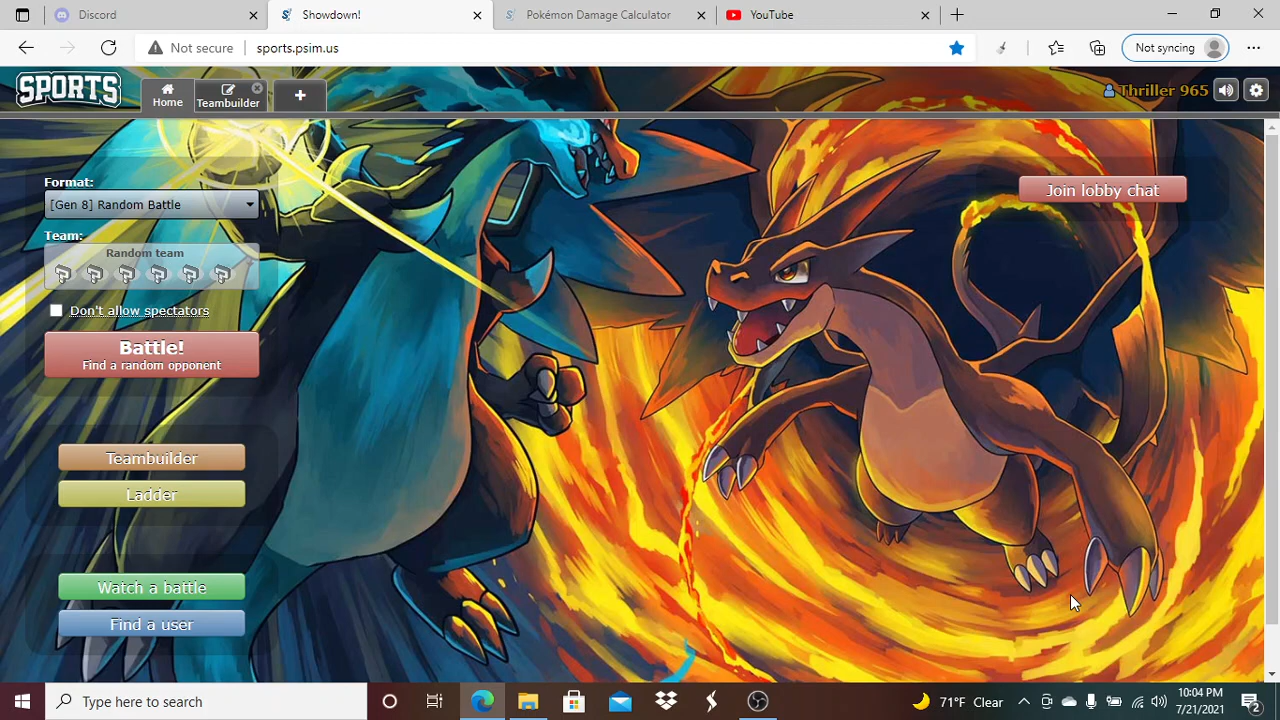 Discord
Showdown!
Pokémon Damage Calculator
YouTube
Not secure
sports.psim.us
Not syncing
SPORTS
Home
Teambuilder
Thriller 965
Format:
[Gen 8] Random Battle
Team:
Random team
Don't allow spectators
Battle!
Find a random opponent
Teambuilder
Ladder
Watch a battle
Find a user
Join lobby chat
Type here to search
71°F Clear
10:04 PM
7/21/2021
2